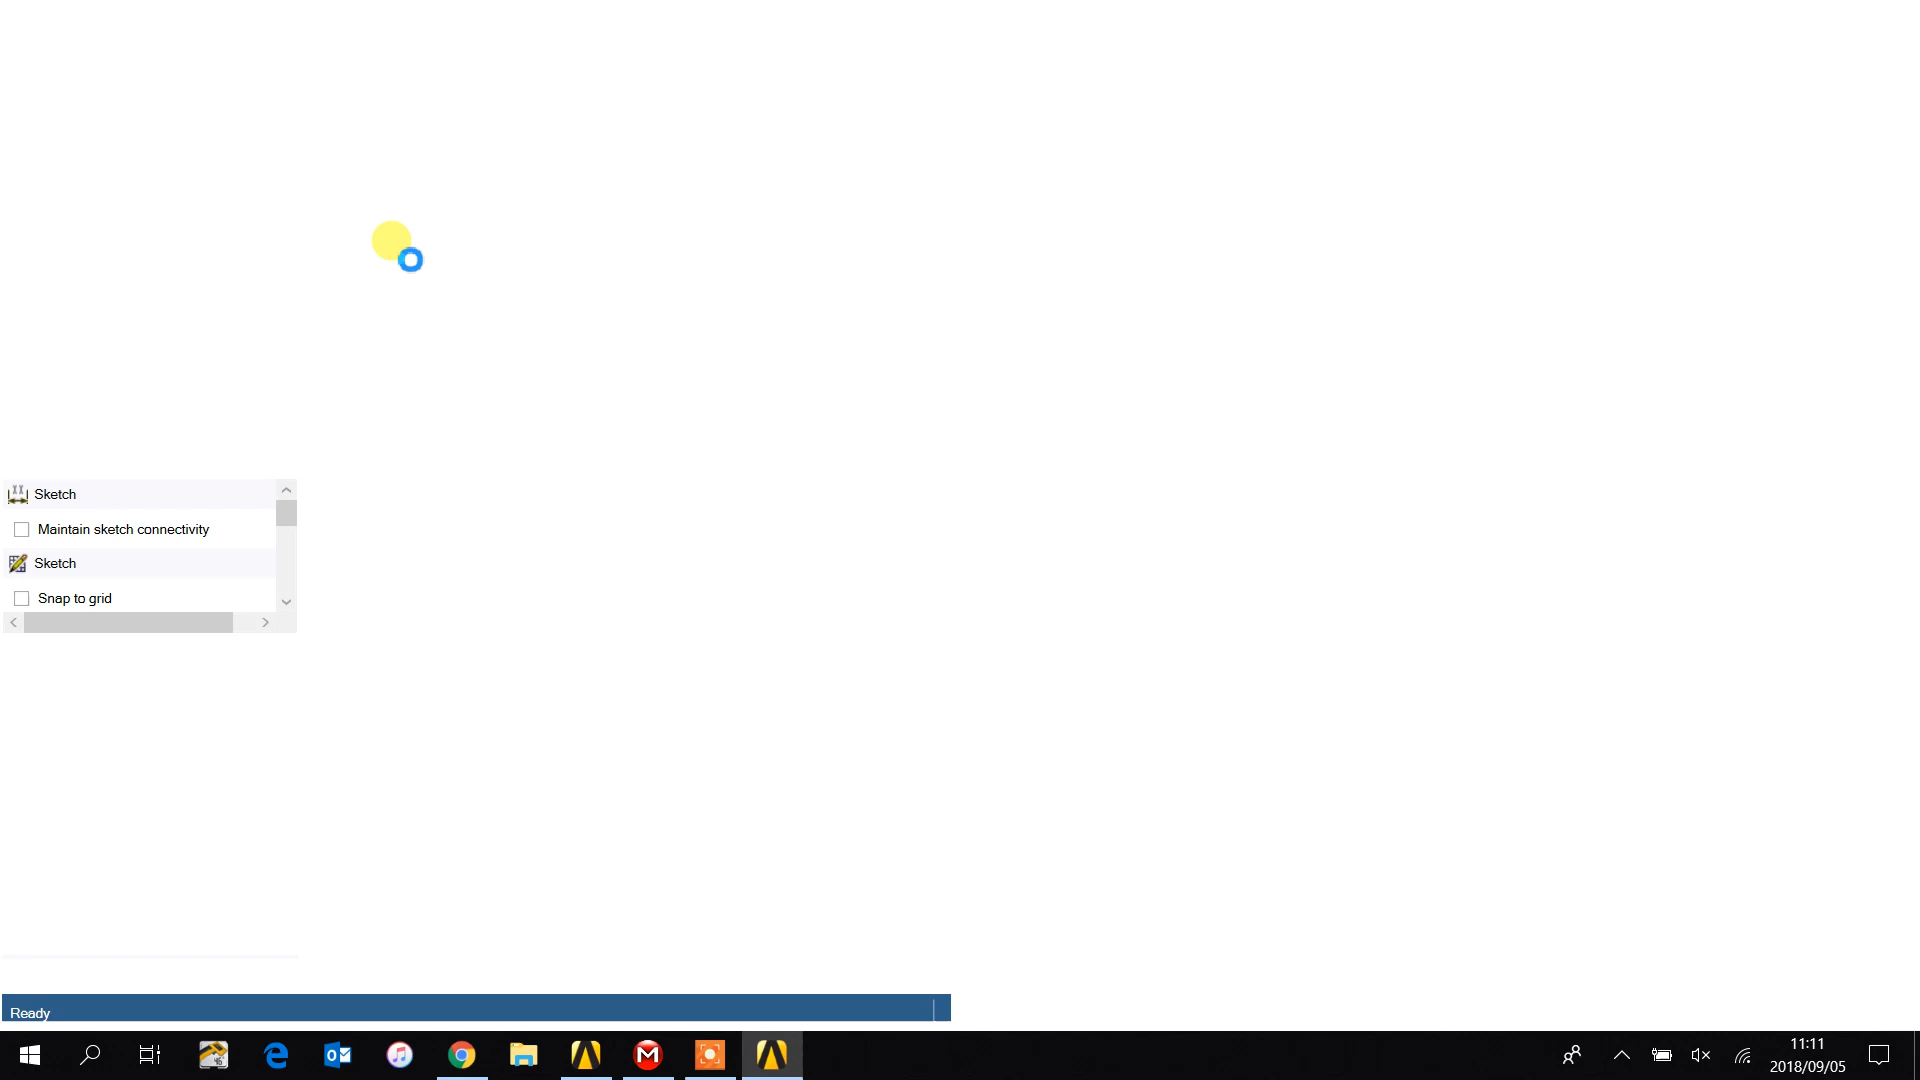 Sketch
Maintain sketch connectivity
Sketch
Snap to grid
Ready
11:11
2018/09/05